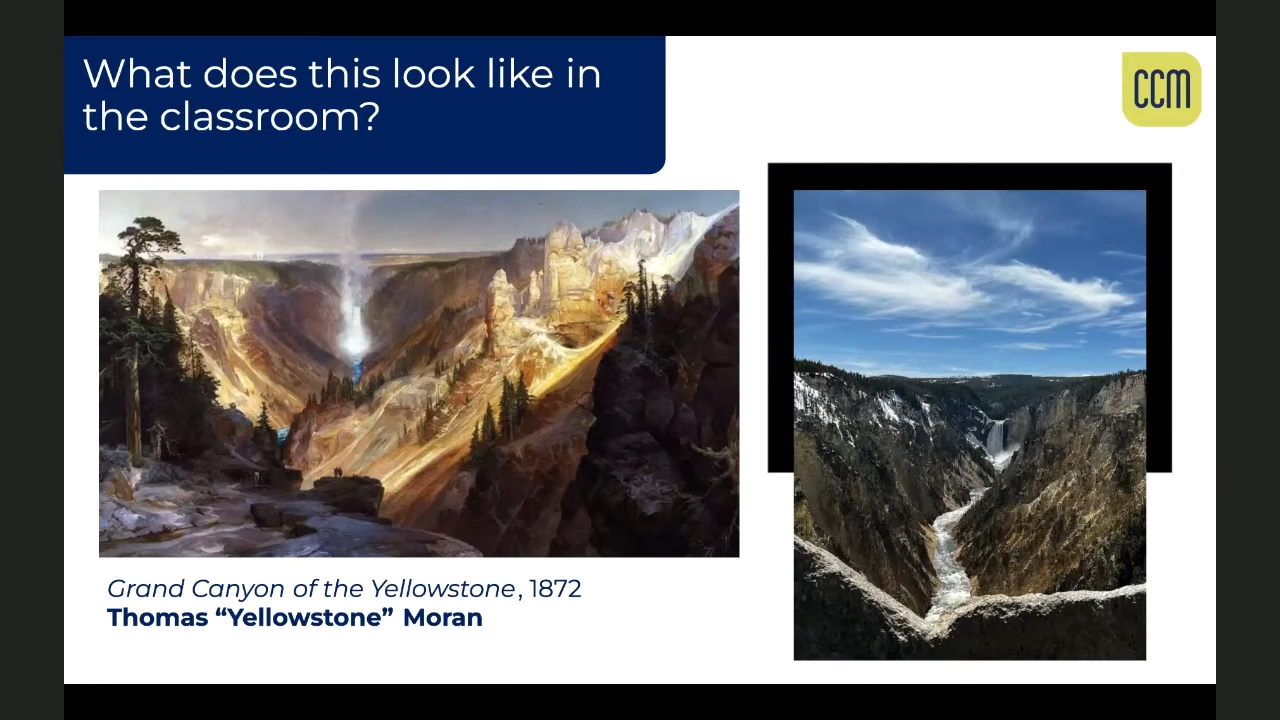 What does this look like in
the classroom?
CCM
Grand Canyon of the Yellowstone, 1872
Thomas “Yellowstone” Moran